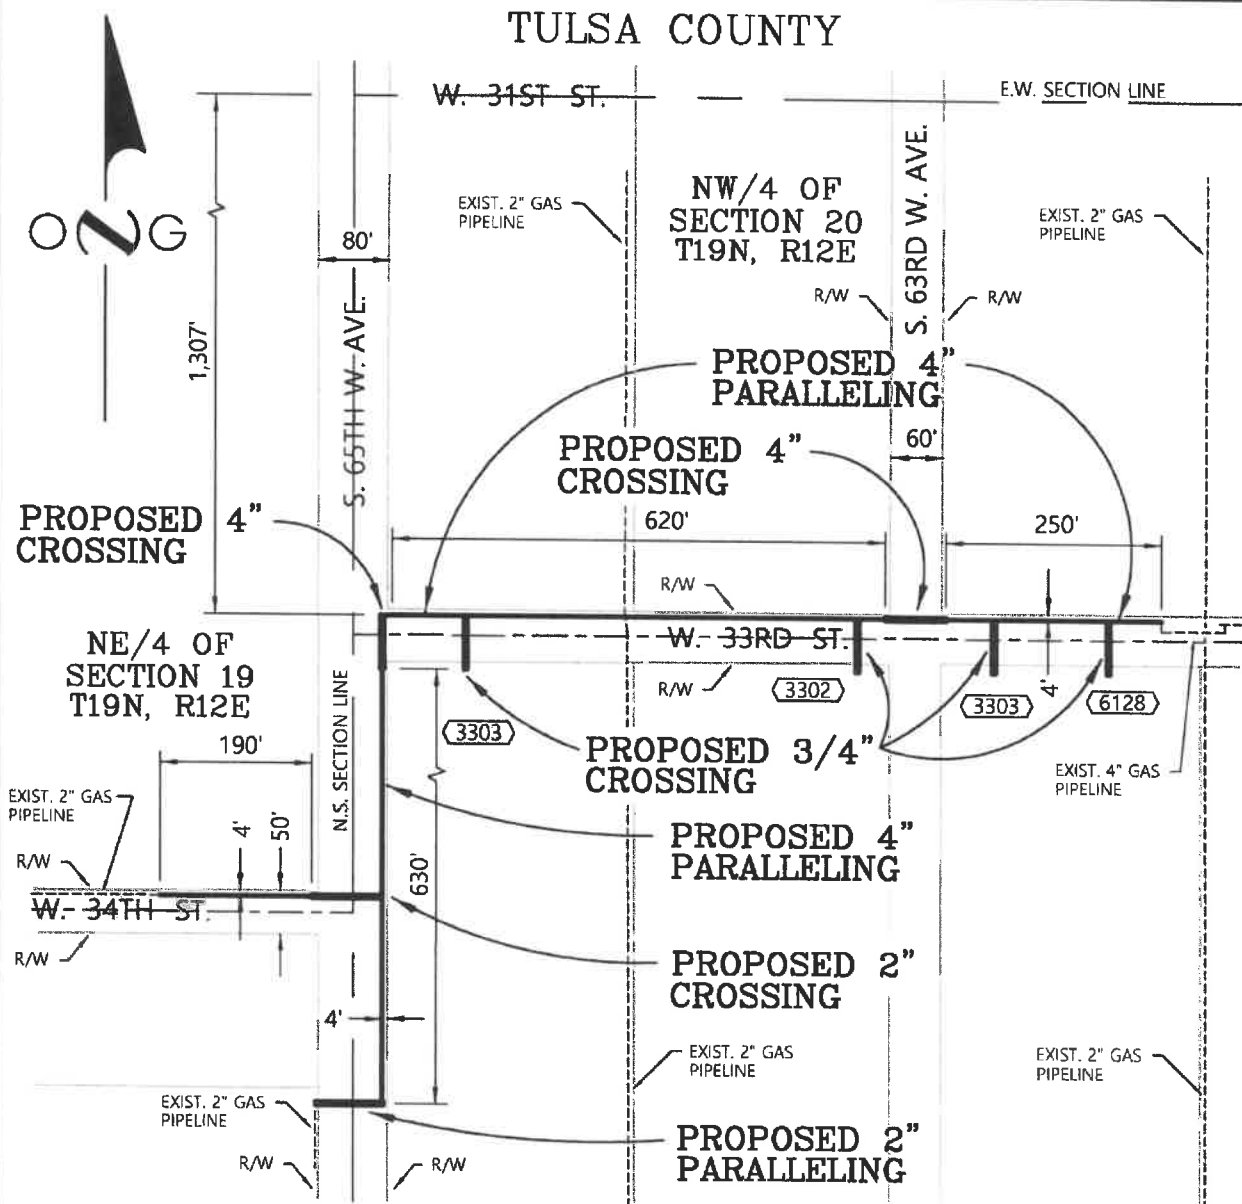 TULSA COUNTY
W. 31ST ST.
E.W. SECTION LINE
ONG
NW/4 OF
SECTION 20
T19N, R12E
EXIST. 2" GAS
PIPELINE
EXIST. 2" GAS
PIPELINE
S. 63RD W. AVE.
80'
R/W
R/W
1,307'
S. 65TH W. AVE.
PROPOSED 4"
PARALLELING
60'
PROPOSED 4"
CROSSING
PROPOSED 4"
CROSSING
620'
250'
R/W
W. 33RD ST.
NE/4 OF
SECTION 19
T19N, R12E
R/W
3302
3303
4'
6128
3303
N.S. SECTION LINE
190'
PROPOSED 3/4"
CROSSING
EXIST. 4" GAS
PIPELINE
EXIST. 2" GAS
PIPELINE
4'
50'
PROPOSED 4"
PARALLELING
R/W
630'
W. 34TH ST.
R/W
PROPOSED 2"
CROSSING
4'
EXIST. 2" GAS
PIPELINE
EXIST. 2" GAS
PIPELINE
EXIST. 2" GAS
PIPELINE
PROPOSED 2"
PARALLELING
R/W
R/W